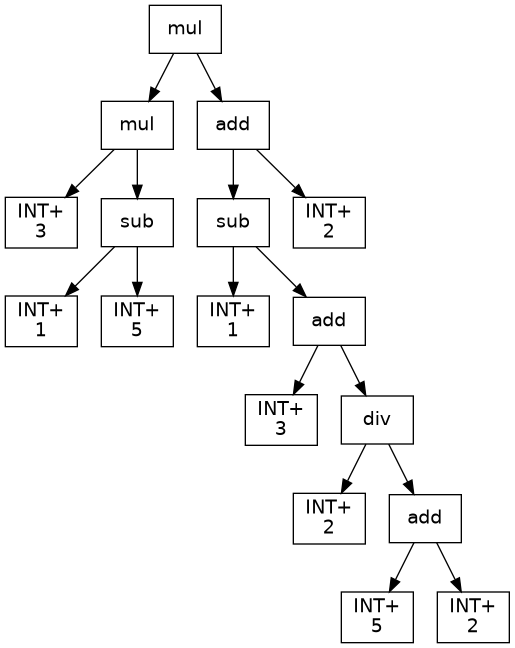 mul
mul
add
INT+
3
sub
sub
INT+
2
INT+
1
INT+
5
INT+
1
add
INT+
3
div
INT+
2
add
INT+
5
INT+
2